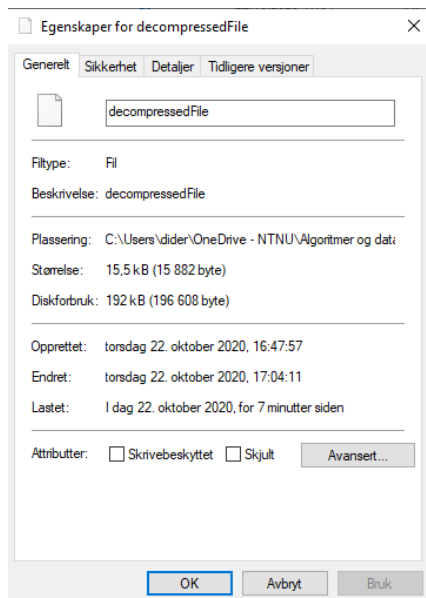 Egenskaper for decompressedFile
Generelt Sikkerhet Detaljer Tidligere versjoner
decompressedFile
Filtype: Fil
Beskrivelse: decompressedFile
Plassering: C:\Users\dider\OneDrive - NTNU\Algoritmer og data
Størrelse: 15,5 kB (15 882 byte)
Diskforbruk: 192 kB (196 608 byte)
Opprettet: torsdag 22. oktober 2020, 16:47:57
Endret: torsdag 22. oktober 2020, 17:04:11
Lastet: I dag 22. oktober 2020, for 7 minutter siden
Attributter: Skrivebeskyttet Skjult Avansert...
OK Avbryt Bruk